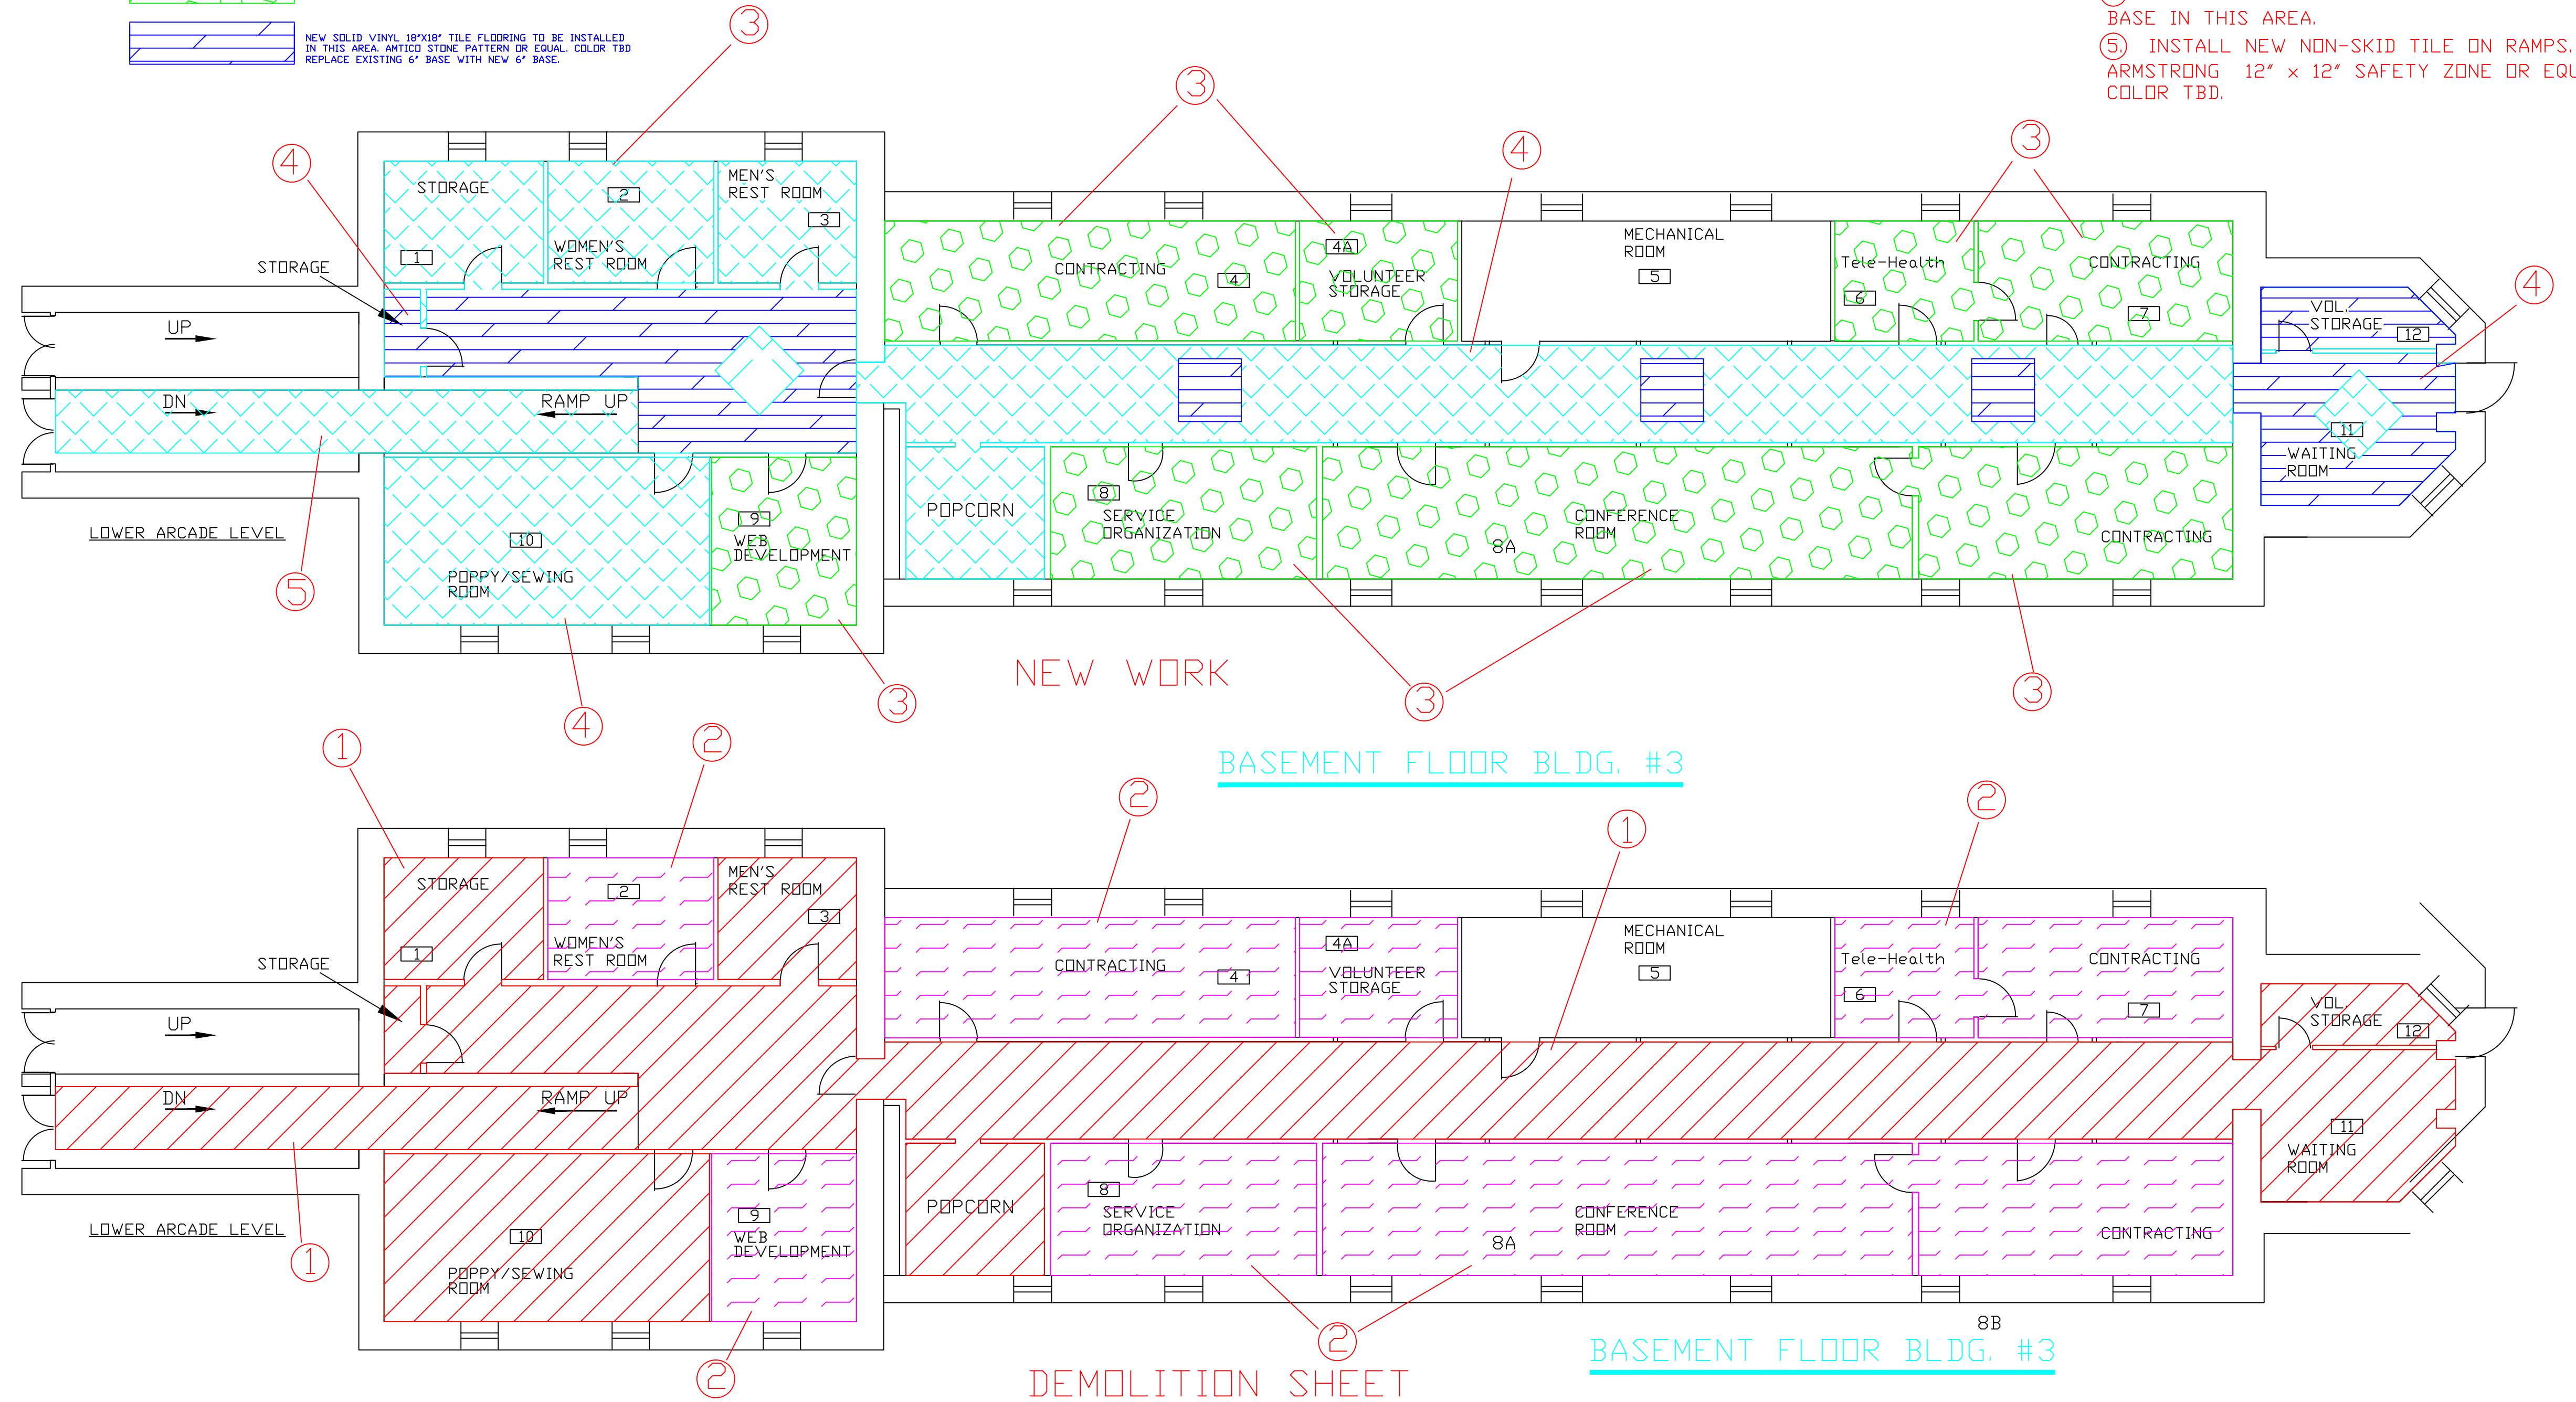 NEW SOLID VINYL 18"X18" TILE FLOORING TO BE INSTALLED
IN THIS AREA. AMTICO STONE PATTERN OR EQUAL. COLOR TBD
REPLACE EXISTING 6" BASE WITH NEW 6" BASE.
BASE IN THIS AREA.
5. INSTALL NEW NON-SKID TILE ON RAMPS.
ARMSTRONG 12" x 12" SAFETY ZONE OR EQU
COLOR TBD.
3
3
4
3
4
3
4
STORAGE
1
2
WOMEN'S
REST ROOM
MEN'S
REST ROOM
3
STORAGE
CONTRACTING
4
4A
VOLUNTEER
STORAGE
MECHANICAL
ROOM
5
Tele-Health
6
CONTRACTING
7
VOL.
STORAGE
12
UP
DN
RAMP UP
11
WAITING
ROOM
LOWER ARCADE LEVEL
10
POPPY/SEWING
ROOM
9
WEB
DEVELOPMENT
POPCORN
8
SERVICE
ORGANIZATION
CONFERENCE
ROOM
8A
CONTRACTING
5
4
3
3
3
NEW WORK
BASEMENT FLOOR BLDG. #3
1
2
2
1
2
STORAGE
1
2
WOMEN'S
REST ROOM
MEN'S
REST ROOM
3
STORAGE
CONTRACTING
4
4A
VOLUNTEER
STORAGE
MECHANICAL
ROOM
5
Tele-Health
6
CONTRACTING
7
VOL.
STORAGE
12
UP
DN
RAMP UP
11
WAITING
ROOM
LOWER ARCADE LEVEL
10
POPPY/SEWING
ROOM
9
WEB
DEVELOPMENT
POPCORN
8
SERVICE
ORGANIZATION
CONFERENCE
ROOM
8A
CONTRACTING
1
2
2
8B
DEMOLITION SHEET
BASEMENT FLOOR BLDG. #3